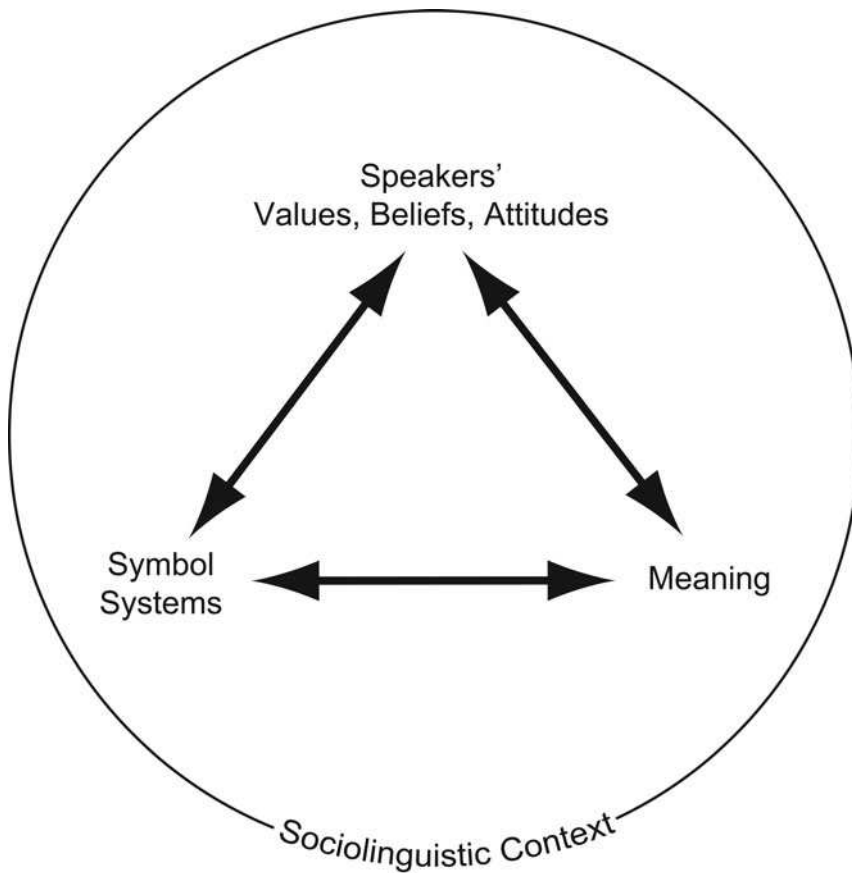 Speakers’
Values, Beliefs, Attitudes
Symbol
Systems
Meaning
Sociolinguistic Context